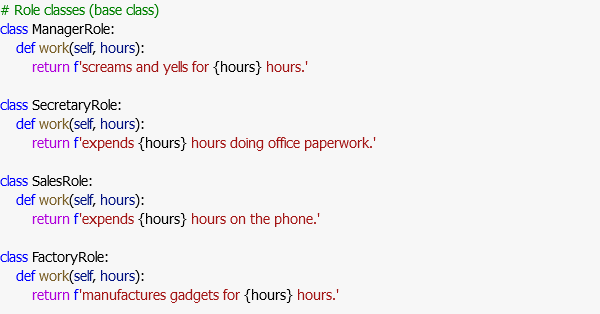 # Role classes (base class)
class ManagerRole:
    def work(self, hours):
        return f'screams and yells for {hours} hours.'

class SecretaryRole:
    def work(self, hours):
        return f'expends {hours} hours doing office paperwork.'

class SalesRole:
    def work(self, hours):
        return f'expends {hours} hours on the phone.'

class FactoryRole:
    def work(self, hours):
        return f'manufactures gadgets for {hours} hours.'